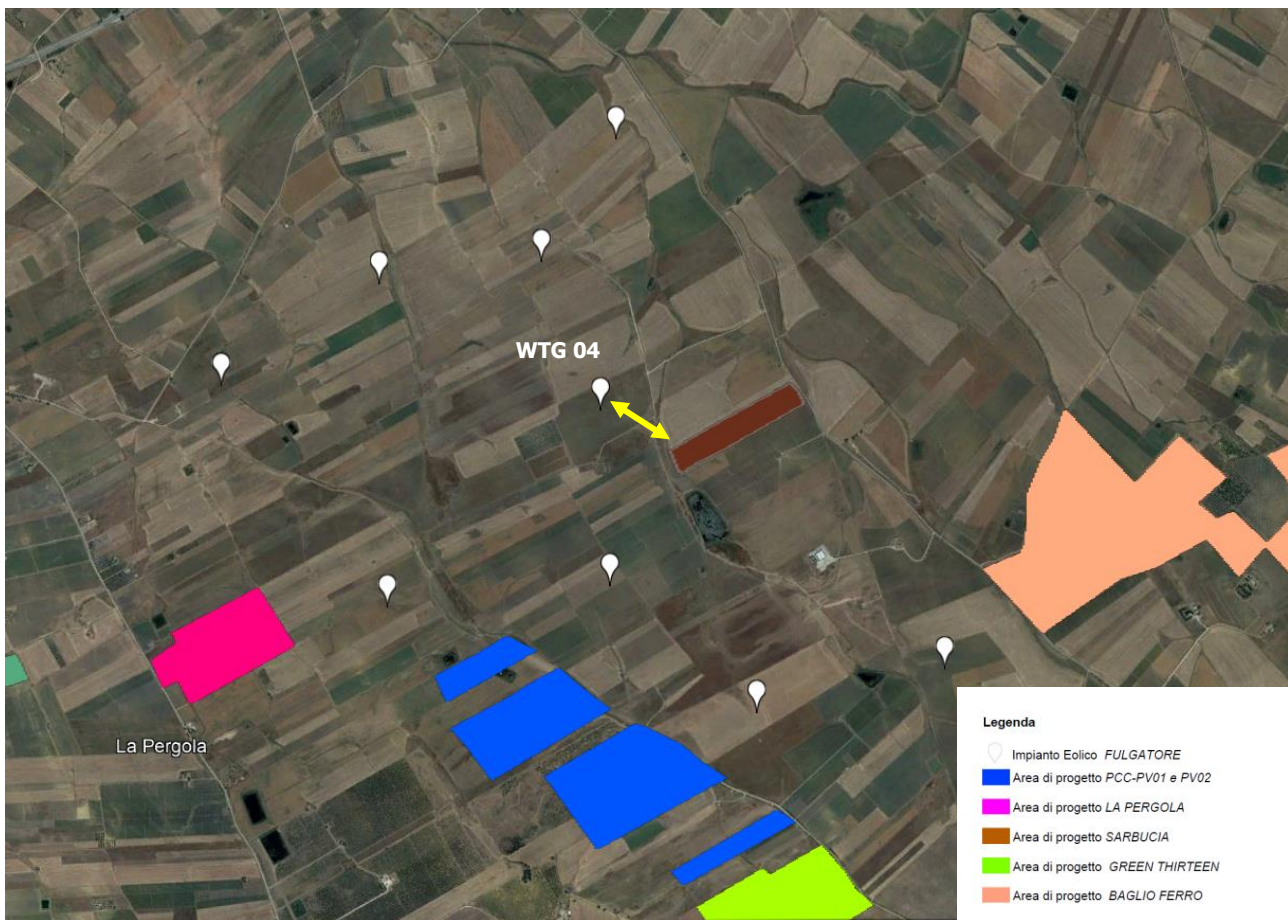 WTG 04
La Pergola
Legenda
Impianto Eolico FULGATORE
Area di progetto PCC-PV01 e PV02
Area di progetto LA PERGOLA
Area di progetto SARBUCIA
Area di progetto GREEN THIRTEEN
Area di progetto BAGLIO FERRO